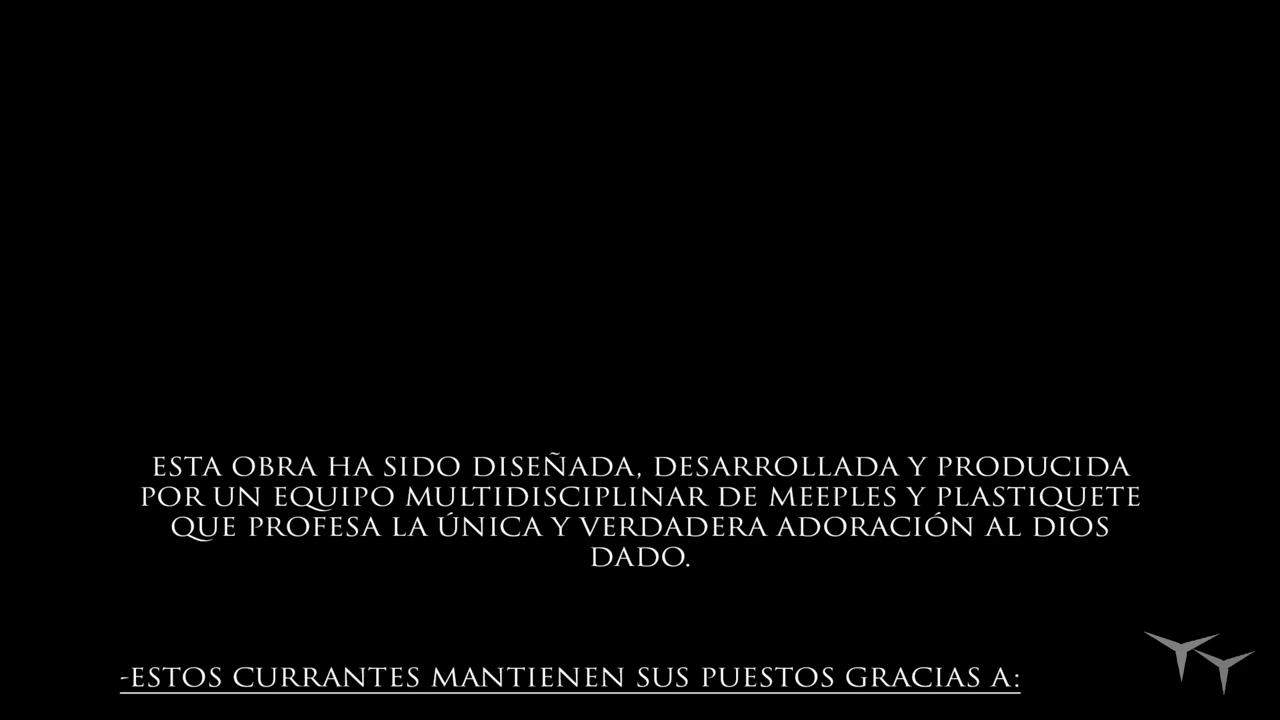 ESTA OBRA HA SIDO DISEÑADA, DESARROLLADA Y PRODUCIDA
POR UN EQUIPO MULTIDISCIPLINAR DE MEEPLES Y PLASTIQUETE
QUE PROFESA LA ÚNICA Y VERDADERA ADORACIÓN AL DIOS
DADO.
-ESTOS CURRANTES MANTIENEN SUS PUESTOS GRACIAS A: